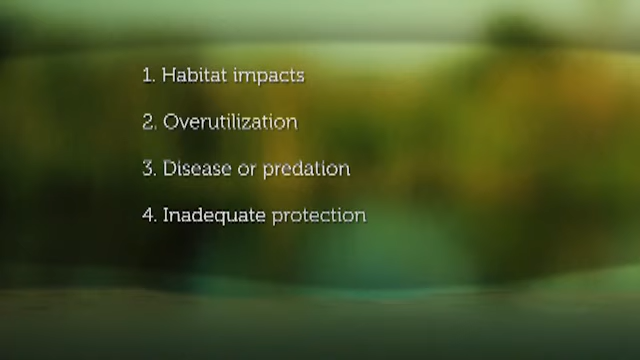 1. Habitat impacts
2. Overutilization
3. Disease or predation
4. Inadequate protection